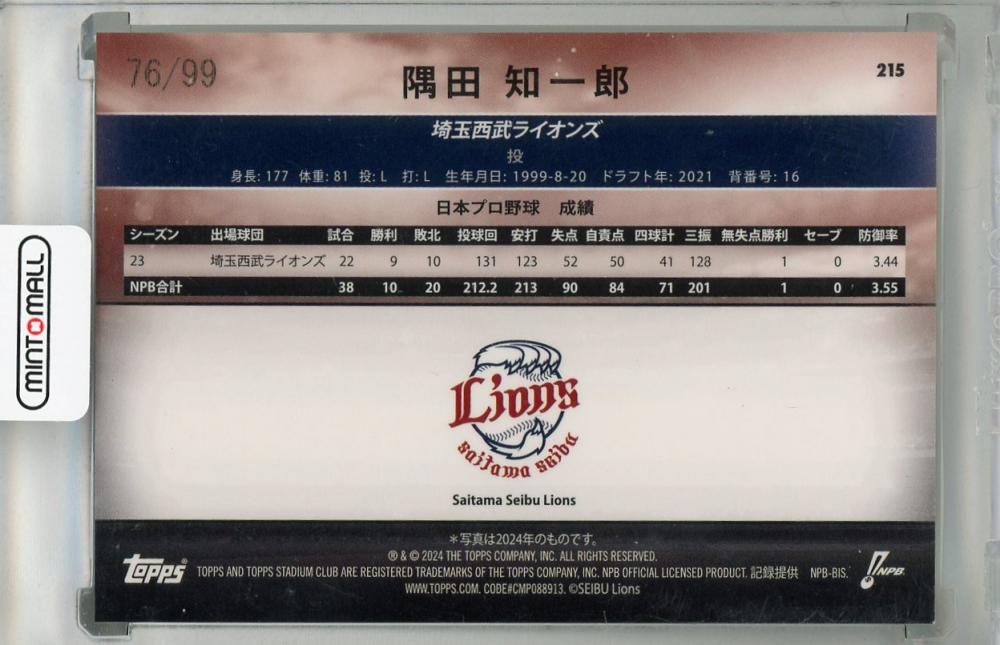 76/99
隅田 知一郎
215
埼玉西武ライオンズ
投
身長: 177 体重: 81 投: L 打: L 生年月日: 1999-8-20 ドラフト年: 2021 背番号: 16
日本プロ野球 成績
シーズン 出場球団 試合 勝利 敗北 投球回 安打 失点 自責点 四球計 三振 無失点勝利 セーブ 防御率
23 埼玉西武ライオンズ 22 9 10 131 123 52 50 41 128 1 0 3.44
NPB合計 38 10 20 212.2 213 90 84 71 201 1 0 3.55
MINT MALL
Lions
saitama seibu
Saitama Seibu Lions
＊写真は2024年のものです。
® & © 2024 THE TOPPS COMPANY, INC. ALL RIGHTS RESERVED.
topps TOPPS AND TOPPS STADIUM CLUB ARE REGISTERED TRADEMARKS OF THE TOPPS COMPANY, INC. NPB OFFICIAL LICENSED PRODUCT. 記録提供 NPB-BIS. NPB
WWW.TOPPS.COM. CODE#CMP088913. ©SEIBU Lions